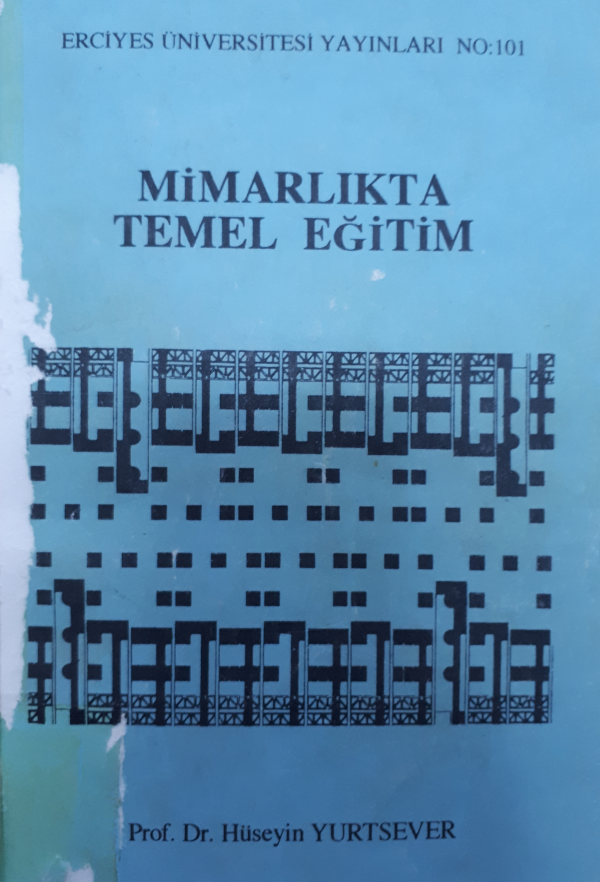 ERCİYES ÜNİVERSİTESİ YAYINLARI NO:101
MİMARLIKTA
TEMEL EĞİTİM
Prof. Dr. Hüseyin YURTSEVER